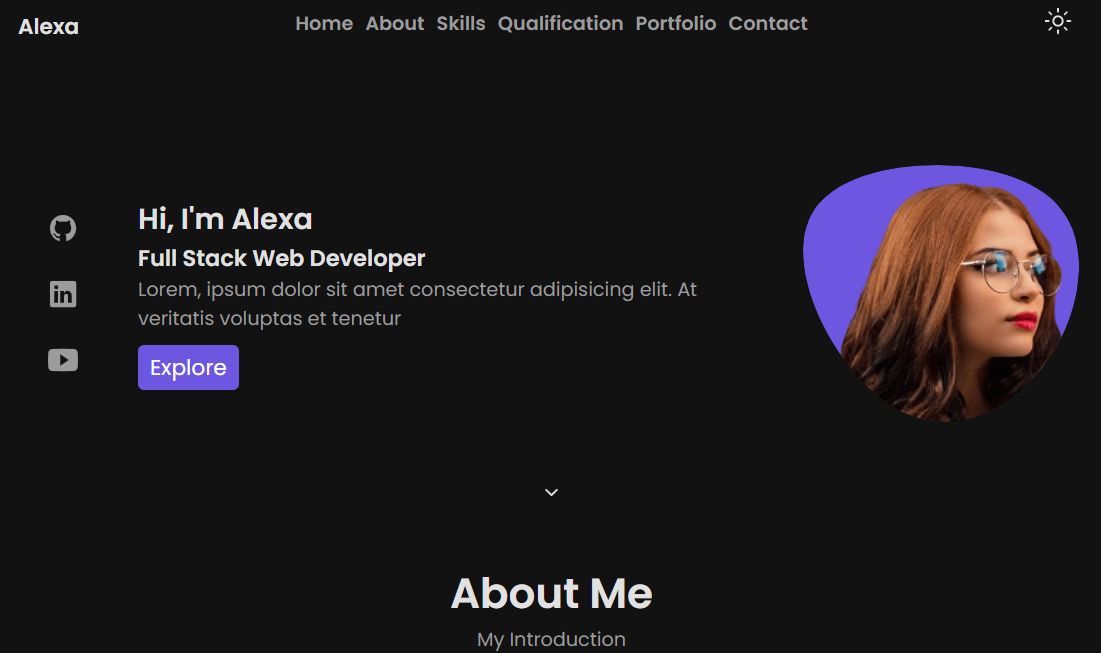 Alexa
Home About Skills Qualification Portfolio Contact
Hi, I'm Alexa
Full Stack Web Developer
Lorem, ipsum dolor sit amet consectetur adipisicing elit. At
veritatis voluptas et tenetur
Explore
in
About Me
My Introduction